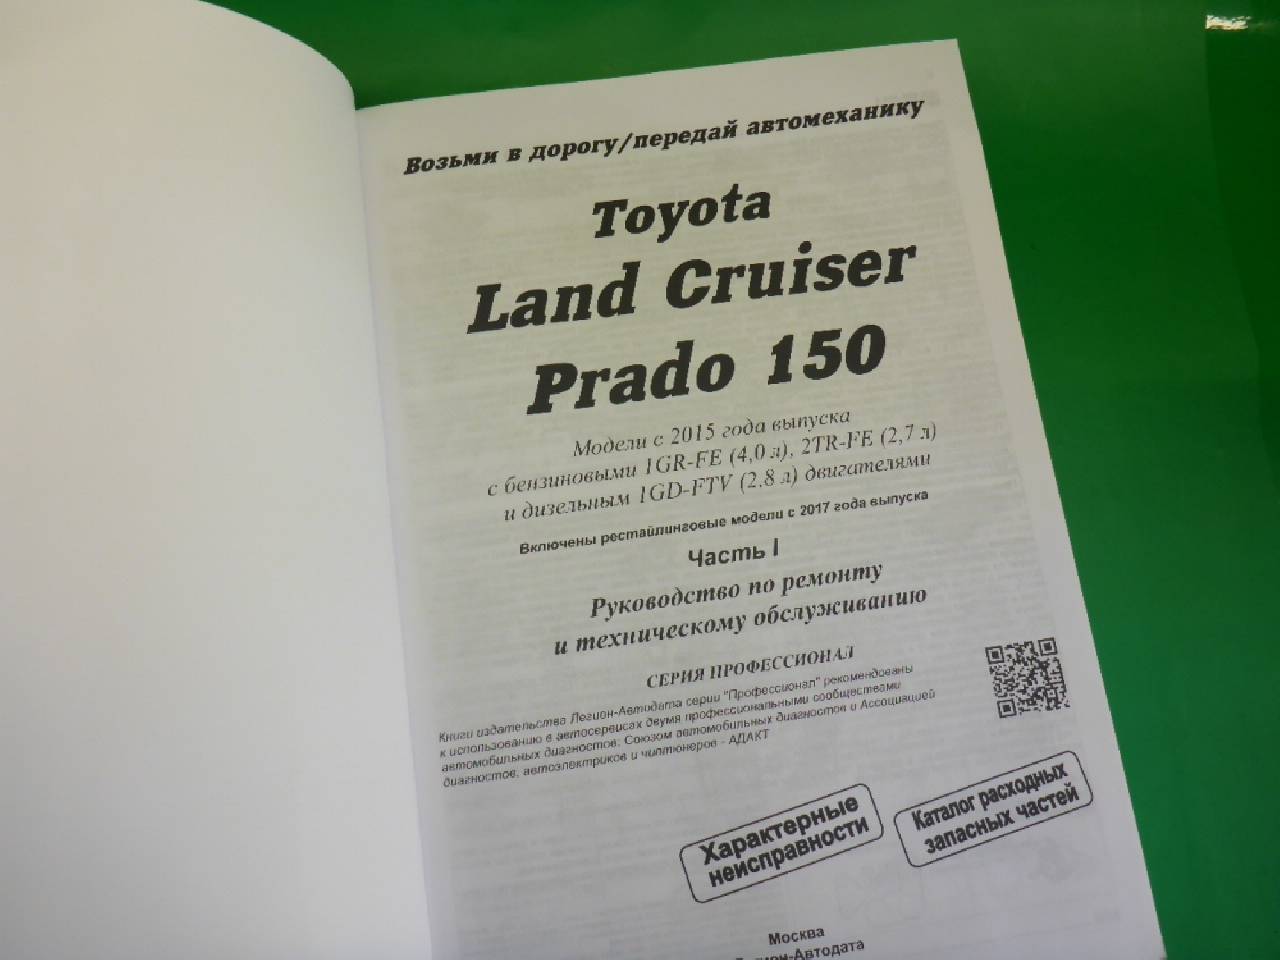 Возьми в дорогу/передай автомеханику
Toyota
Land Cruiser
Prado 150
Модели с 2015 года выпуска
с бензиновыми 1GR-FE (4,0 л), 2TR-FE (2,7 л)
и дизельным 1GD-FTV (2,8 л) двигателями
Включены рестайлинговые модели с 2017 года выпуска
Часть I
Руководство по ремонту
и техническому обслуживанию
СЕРИЯ ПРОФЕССИОНАЛ
Книги издательства Легион-Автодата серии "Профессионал" рекомендованы
к использованию в автосервисах двумя профессиональными сообществами
автомобильных диагностов: Союзом автомобильных диагностов и Ассоциацией
диагностов, автоэлектриков и чиптюнеров - АДАКТ
Характерные
неисправности
Каталог расходных
запасных частей
Москва
Легион-Автодата